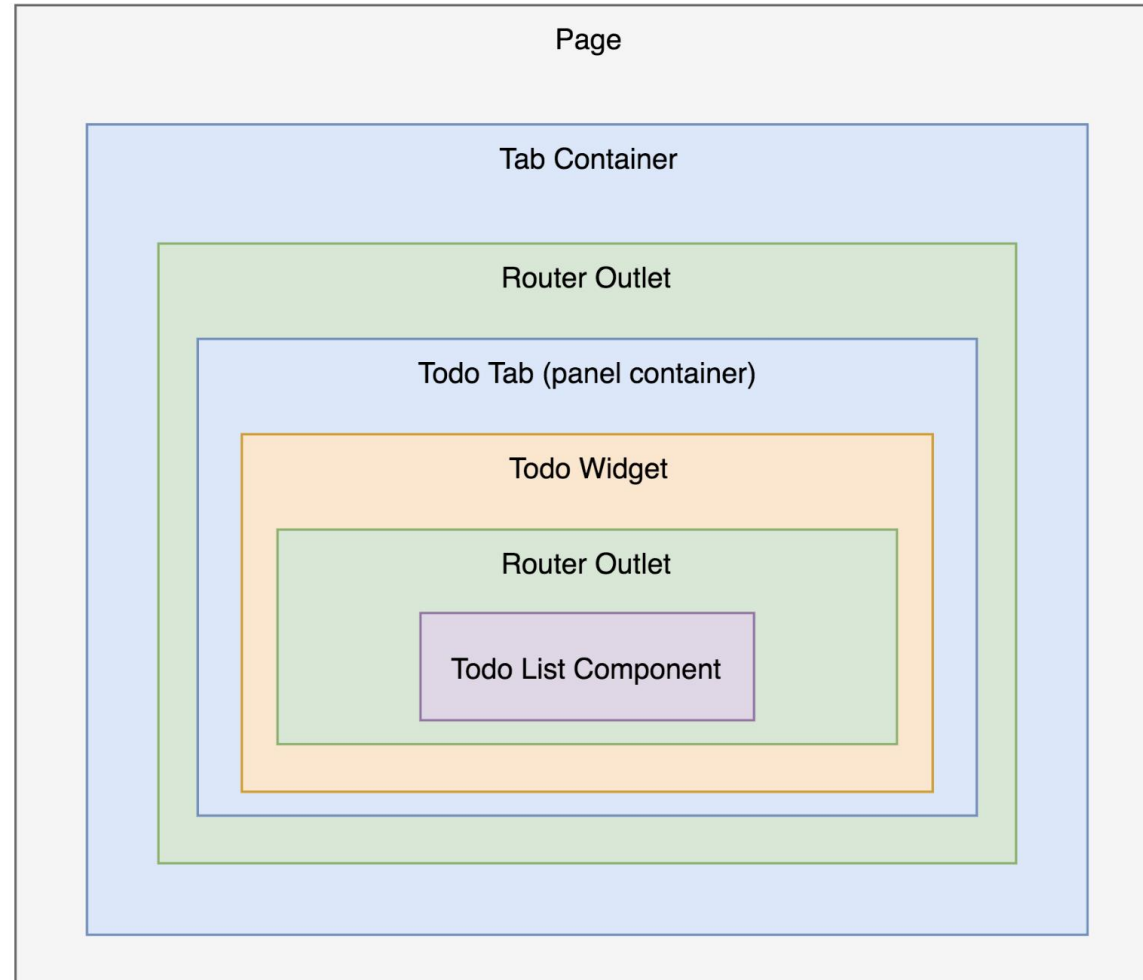 Page
Tab Container
Router Outlet
Todo Tab (panel container)
Todo Widget
Router Outlet
Todo List Component